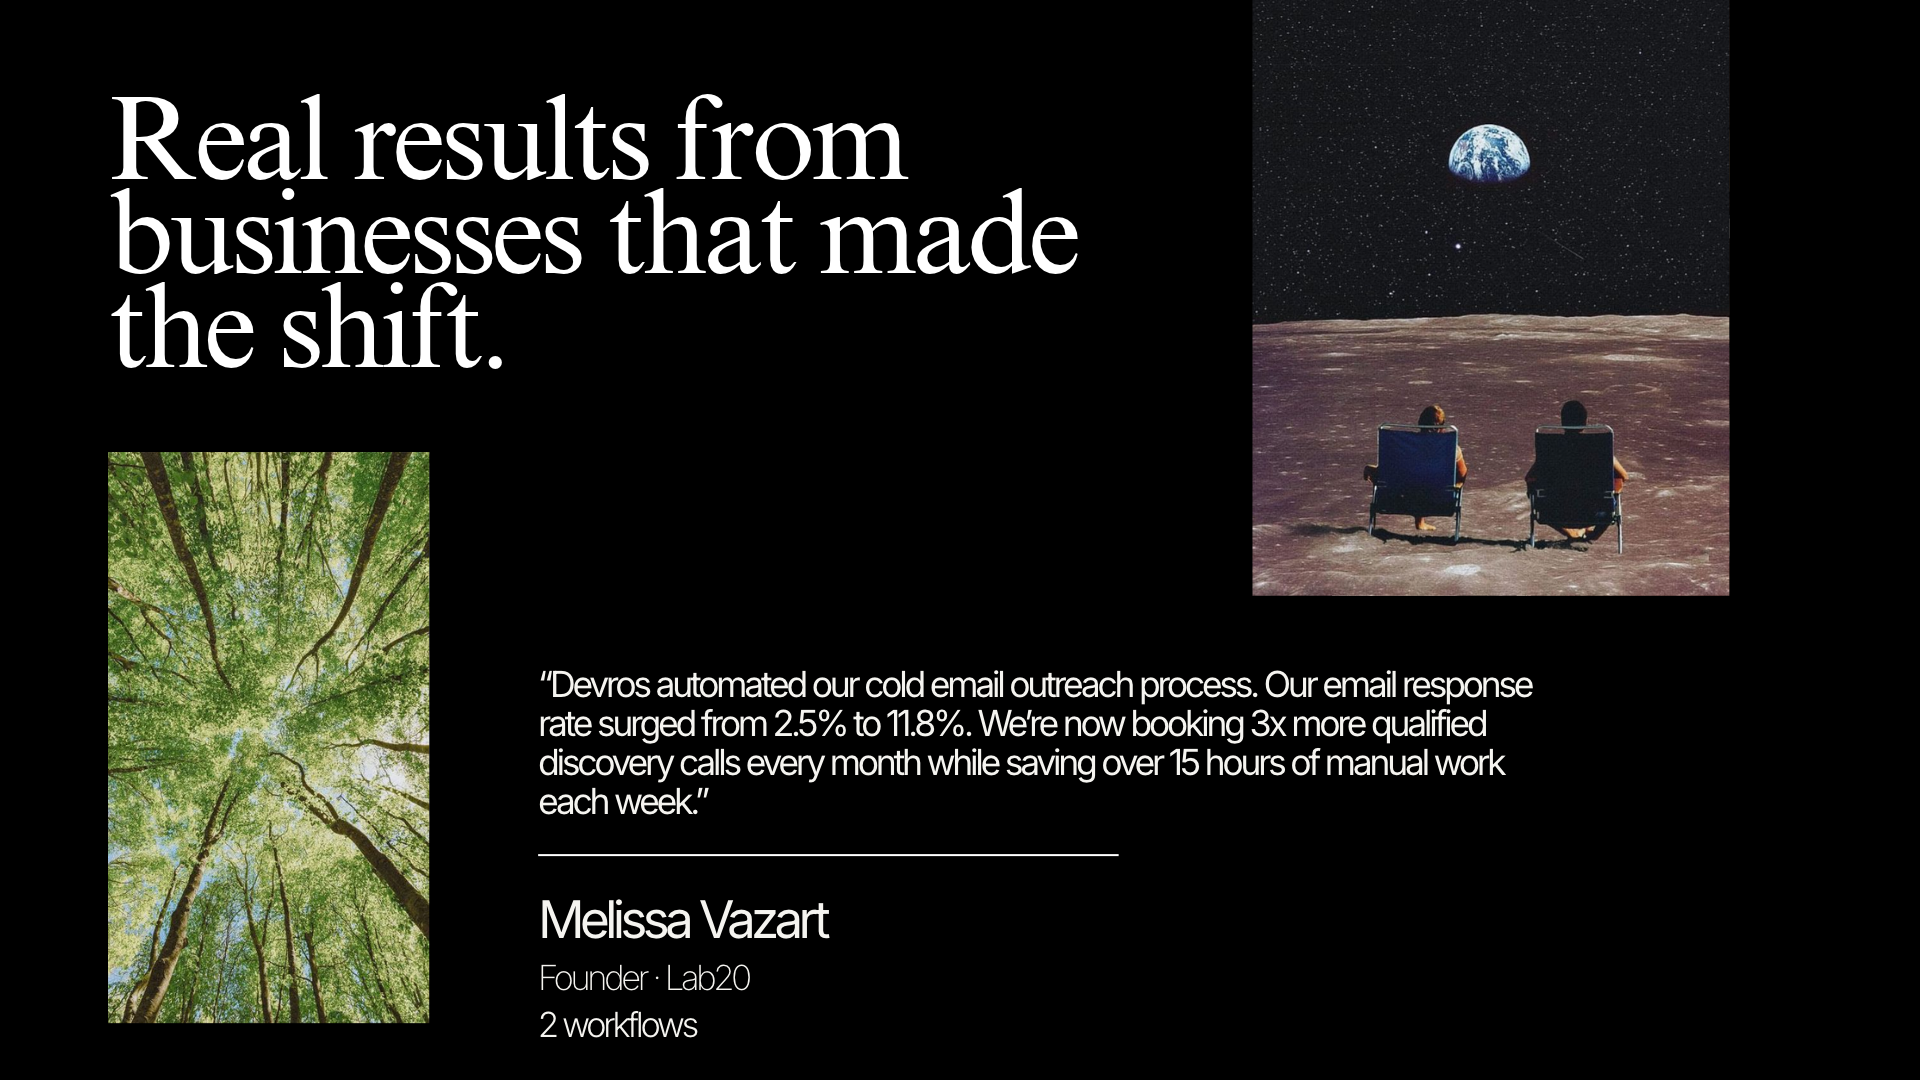 Real results from
businesses that made
the shift.
“Devros automated our cold email outreach process. Our email response
rate surged from 2.5% to 11.8%. We’re now booking 3x more qualified
discovery calls every month while saving over 15 hours of manual work
each week.”
Melissa Vazart
Founder · Lab20
2 workflows